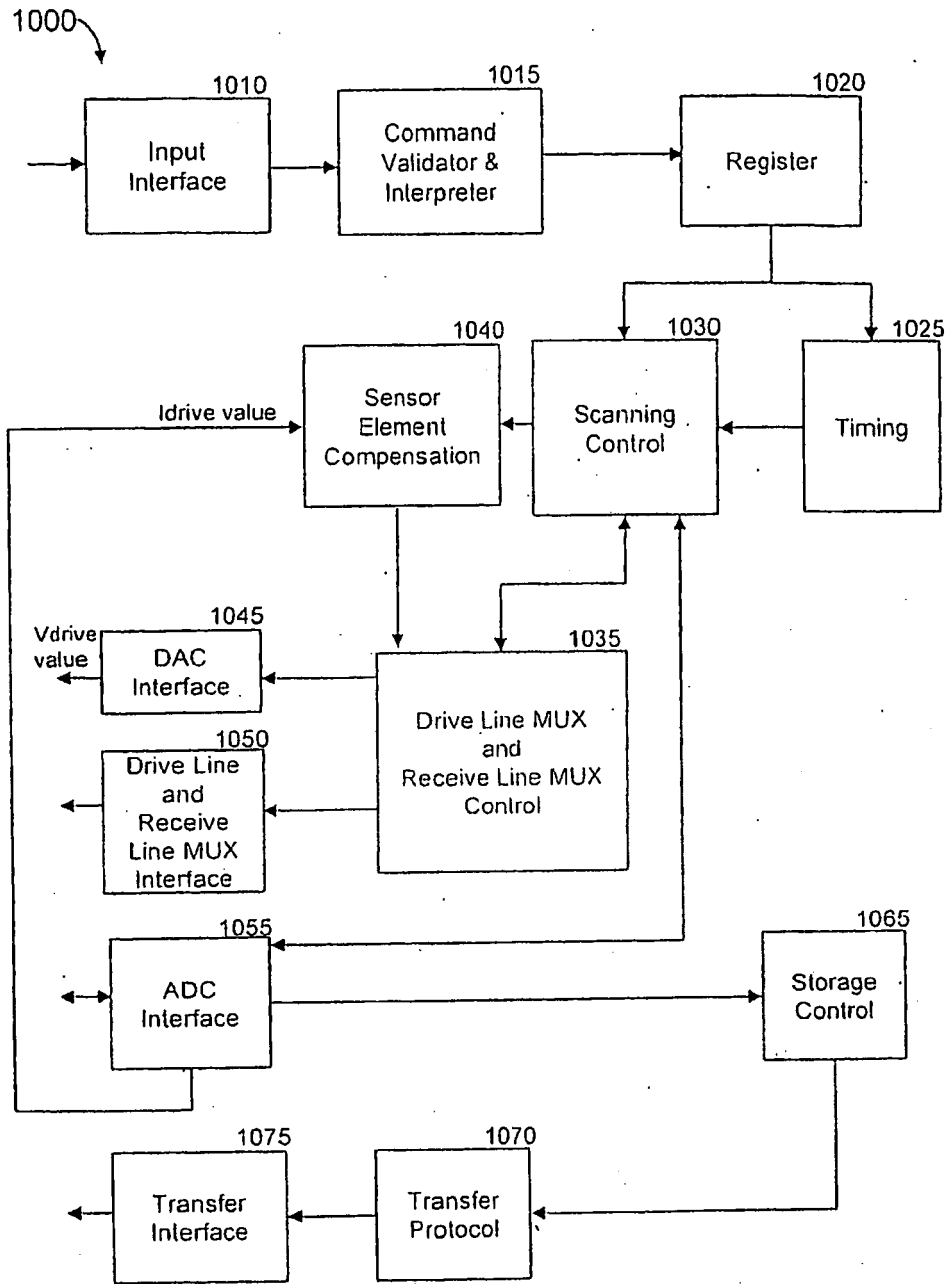 1000
1010
Input
Interface
1015
Command
Validator &
Interpreter
1020
Register
1040
Sensor
Element
Compensation
Idrive value
1030
Scanning
Control
1025
Timing
1045
DAC
Interface
Vdrive
value
1035
Drive Line MUX
and
Receive Line MUX
Control
1050
Drive Line
and
Receive
Line MUX
Interface
1055
ADC
Interface
1065
Storage
Control
1075
Transfer
Interface
1070
Transfer
Protocol